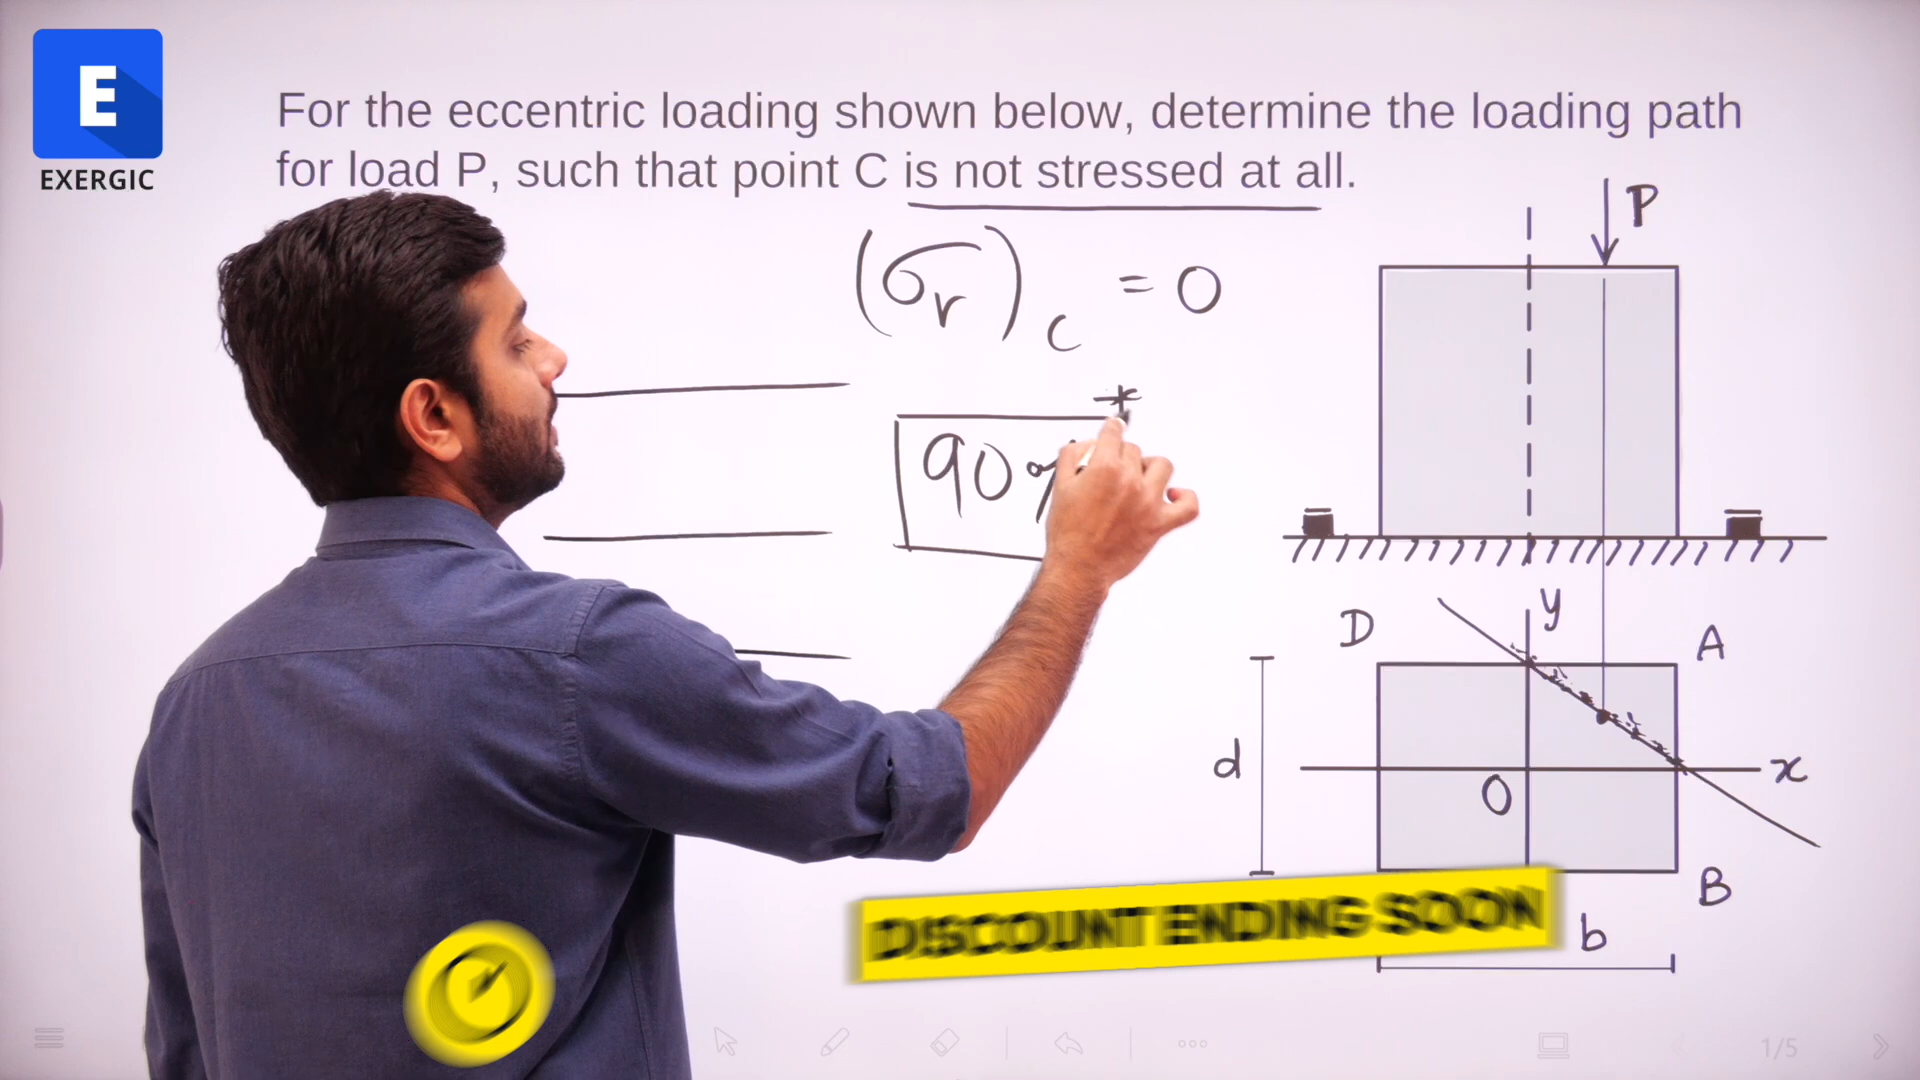 E
EXERGIC
For the eccentric loading shown below, determine the loading path
for load P, such that point C is not stressed at all.
P
(σr)c = 0
90%
y
D
A
d
x
O
B
DISCOUNT ENDING SOON
b
1/5